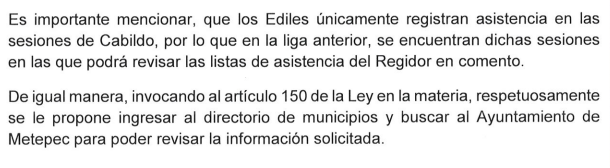 Es importante mencionar, que los Ediles únicamente registran asistencia en las
sesiones de Cabildo, por lo que en la liga anterior, se encuentran dichas sesiones
en las que podrá revisar las listas de asistencia del Regidor en comento.
De igual manera, invocando al artículo 150 de la Ley en la materia, respetuosamente
se le propone ingresar al directorio de municipios y buscar al Ayuntamiento de
Metepec para poder revisar la información solicitada.